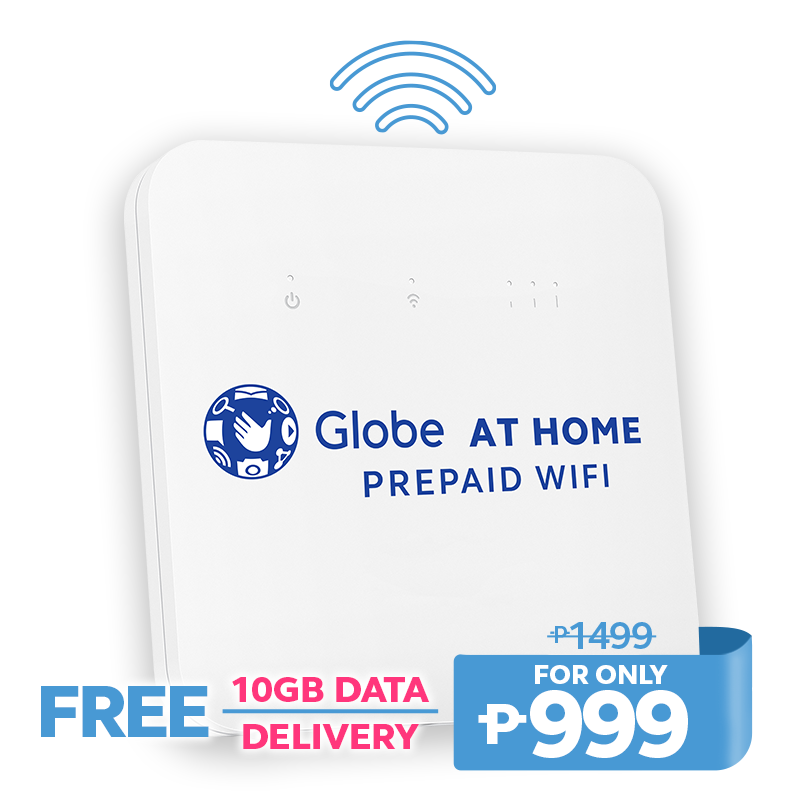 Globe AT HOME
PREPAID WIFI
₱1499
FOR ONLY
₱999
FREE
10GB DATA
DELIVERY